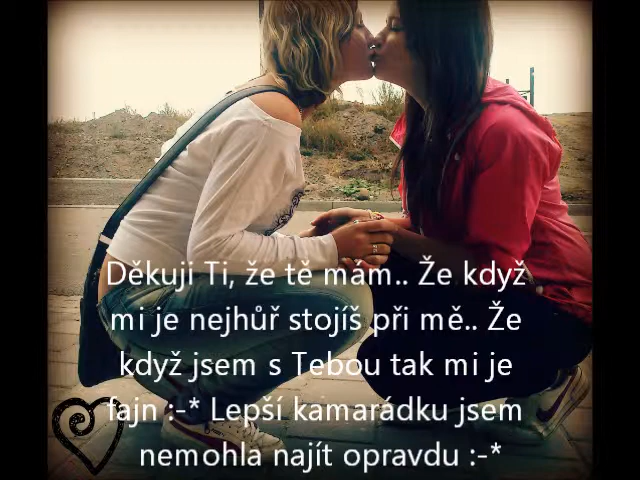 Děkuji Ti, že tě mám.. Že když
mi je nejhůř stojíš při mě.. Že
když jsem s Tebou tak mi je
fajn :-* Lepší kamarádku jsem
nemohla najít opravdu :-*